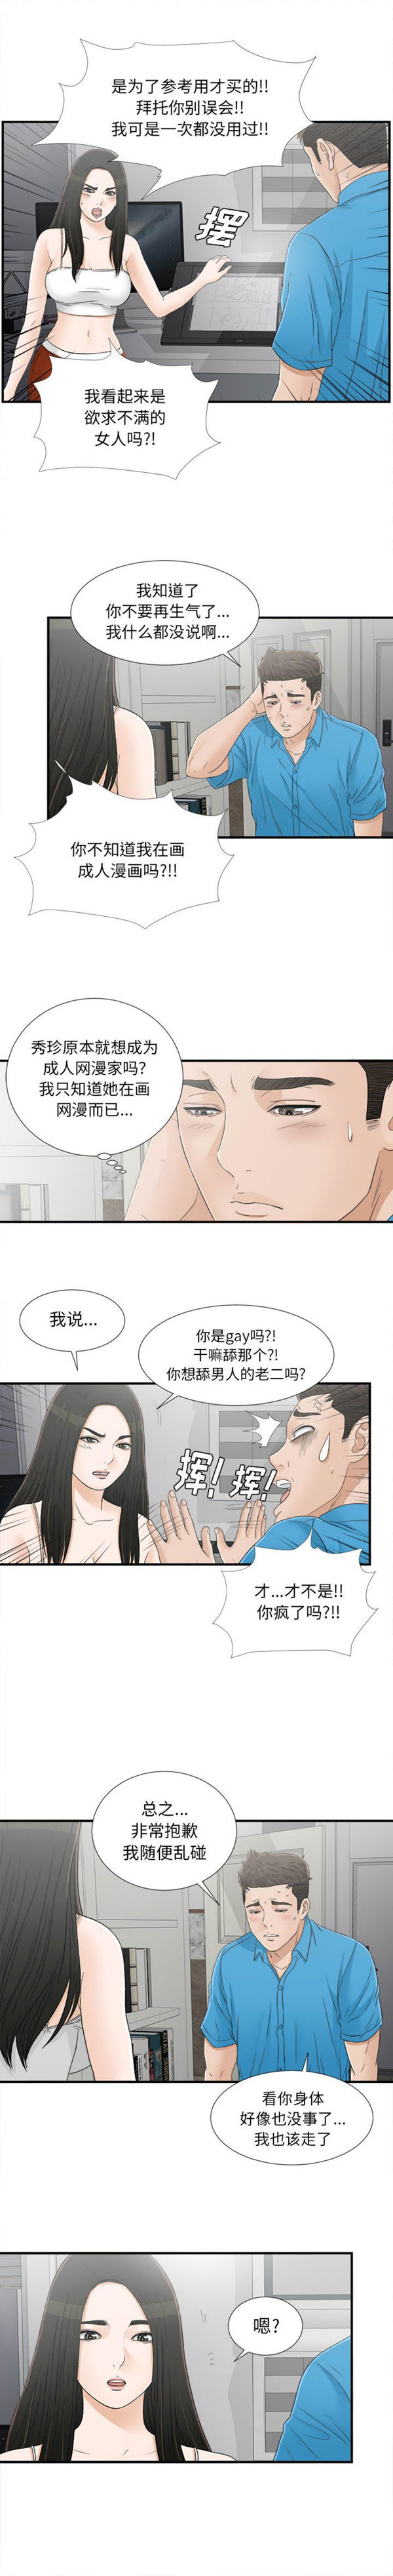 是为了参考用才买的!!
拜托你别误会!!
我可是一次都没用过!!
摆
我看起来是
欲求不满的
女人吗?!
我知道了
你不要再生气了...
我什么都没说啊...
你不知道我在画
成人漫画吗?!!
秀珍原本就想成为
成人网漫家吗?
我只知道她在画
网漫而已...
我说...
你是gay吗?!
干嘛舔那个?!
你想舔男人的老二吗?
挥!挥!
才...才不是!!
你疯了吗?!!
总之...
非常抱歉
我随便乱碰
看你身体
好像也没事了...
我也该走了
嗯?